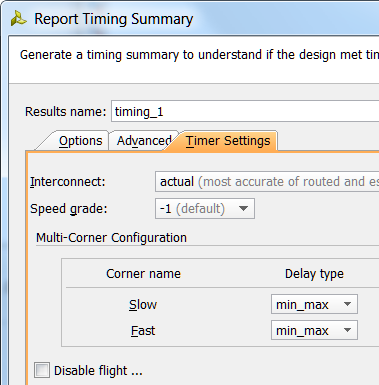 Report Timing Summary
Generate a timing summary to understand if the design met tim
Results name: timing_1
Options Advanced Timer Settings
Interconnect: actual (most accurate of routed and es
Speed grade: -1 (default)
Multi-Corner Configuration
Corner name Delay type
Slow min_max
Fast min_max
Disable flight ...